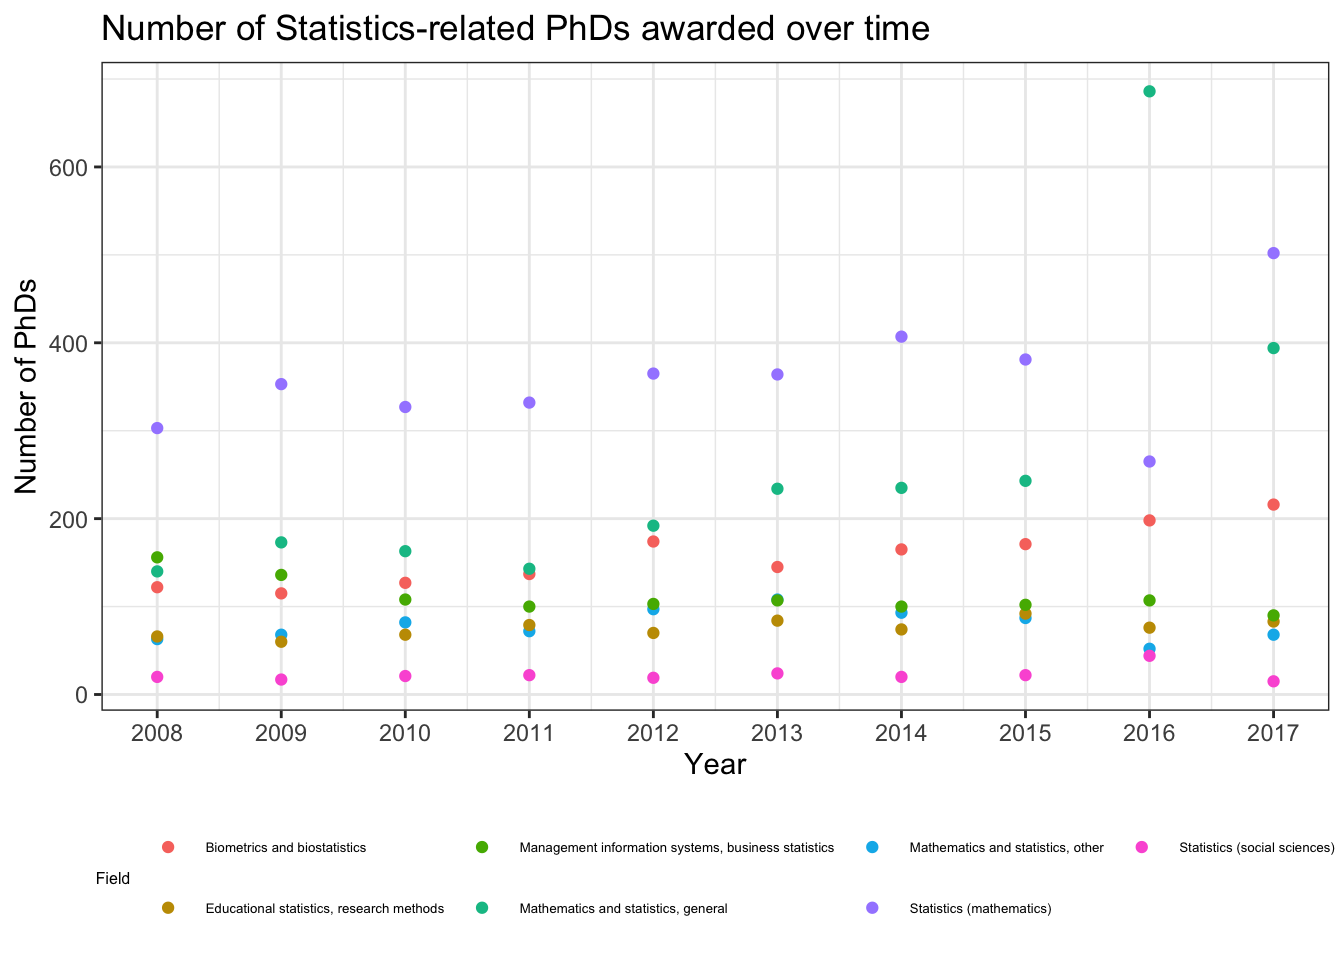 Number of Statistics-related PhDs awarded over time
Number of PhDs
600
400
200
0
2008 2009 2010 2011 2012 2013 2014 2015 2016 2017
Year
Field
Biometrics and biostatistics
Management information systems, business statistics
Mathematics and statistics, other
Statistics (social sciences)
Educational statistics, research methods
Mathematics and statistics, general
Statistics (mathematics)